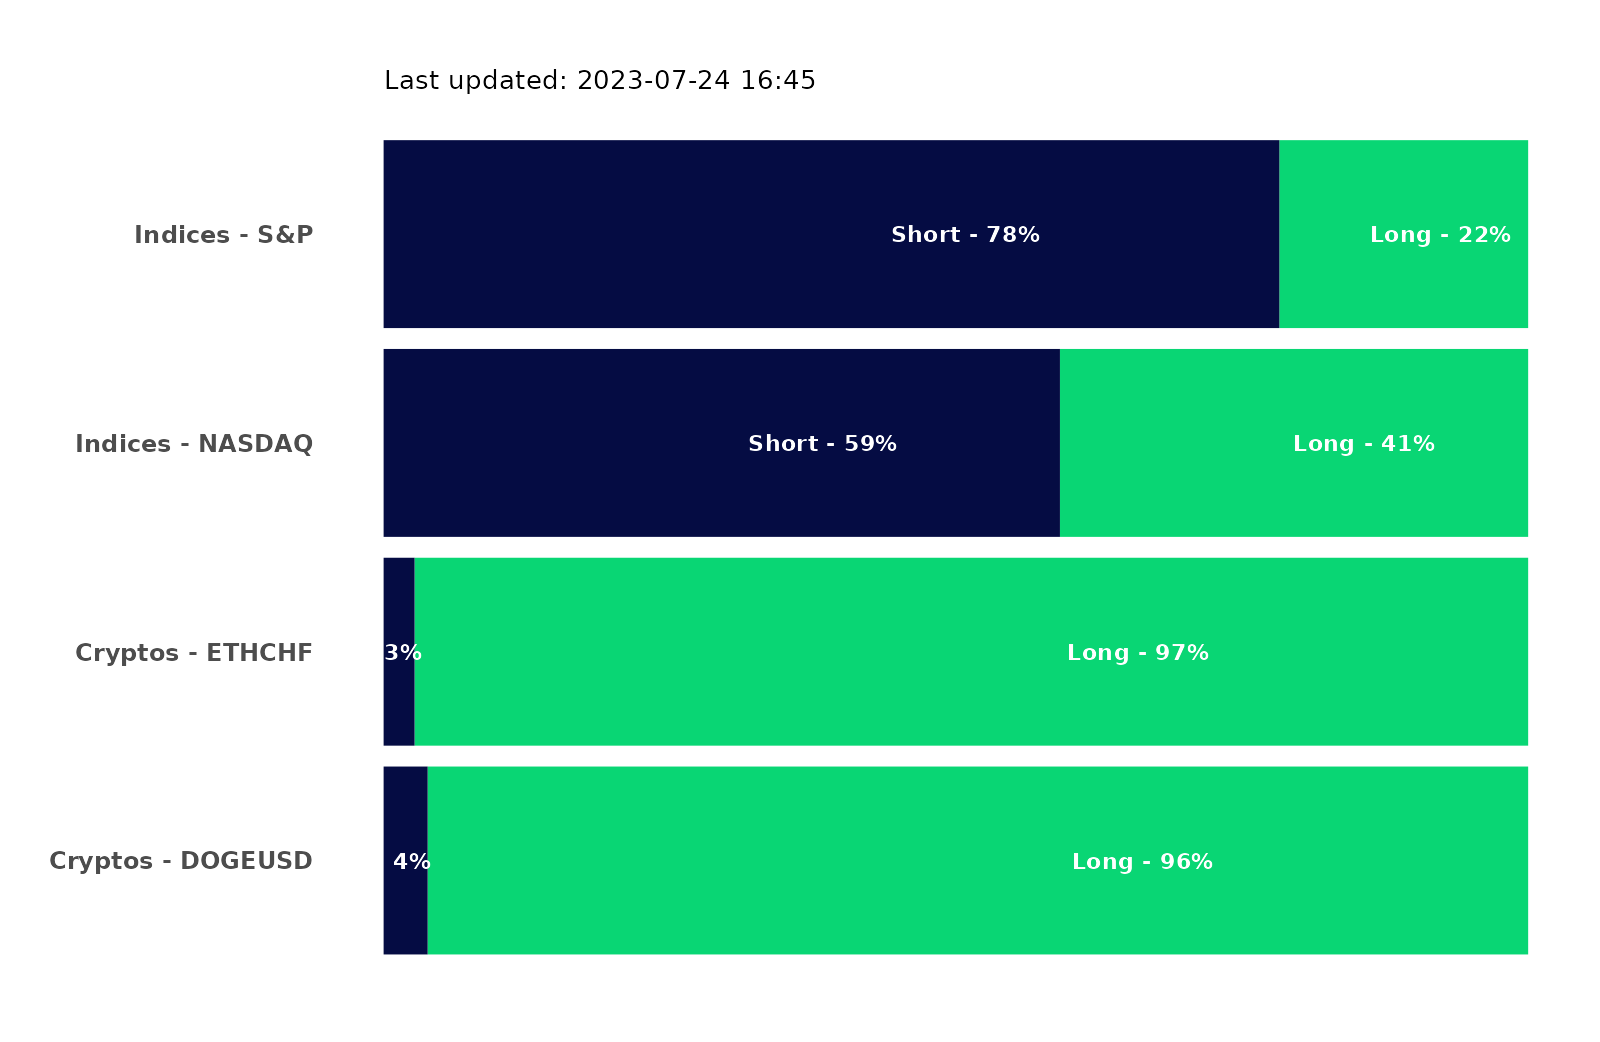 Last updated: 2023-07-24 16:45
Indices - S&P
Short - 78%
Long - 22%
Indices - NASDAQ
Short - 59%
Long - 41%
Cryptos - ETHCHF
3%
Long - 97%
Cryptos - DOGEUSD
4%
Long - 96%